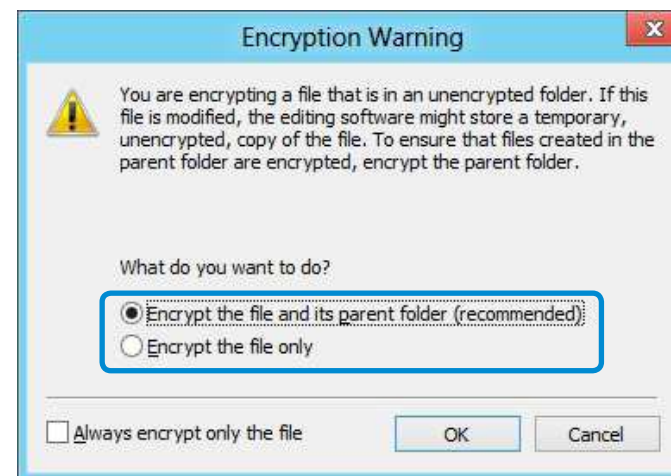 Encryption Warning
You are encrypting a file that is in an unencrypted folder. If this
file is modified, the editing software might store a temporary,
unencrypted, copy of the file. To ensure that files created in the
parent folder are encrypted, encrypt the parent folder.
What do you want to do?
Encrypt the file and its parent folder (recommended)
Encrypt the file only
Always encrypt only the file
OK
Cancel